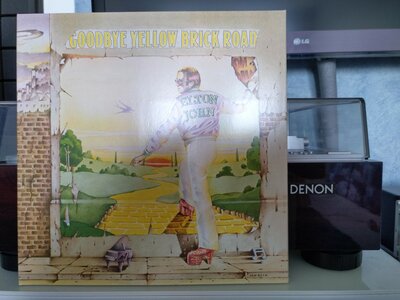 GOODBYE YELLOW BRICK ROAD
ELTON
JOHN
LG
DENON